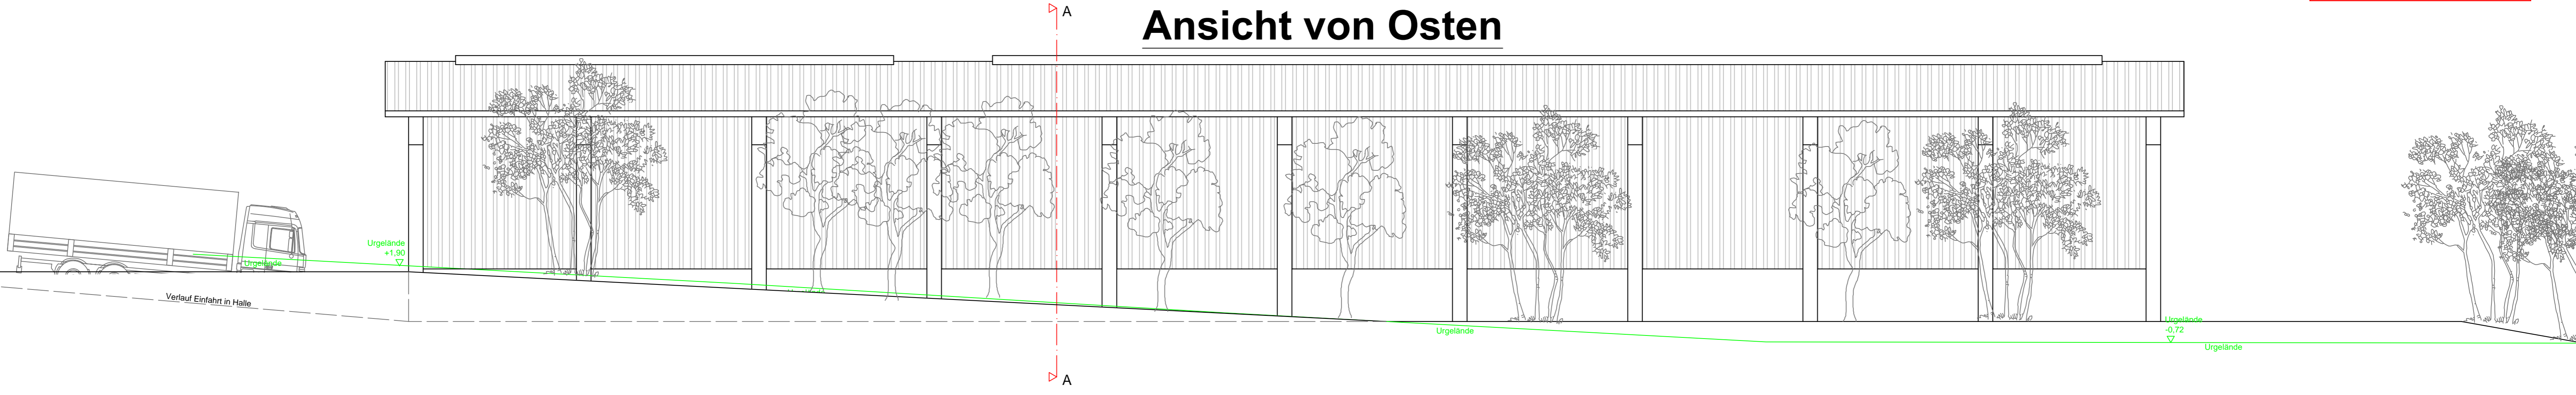 A
Ansicht von Osten
Urgelände
+1,90
Urgelände
Verlauf Einfahrt in Halle
Urgelände
-0,72
Urgelände
Urgelände
A